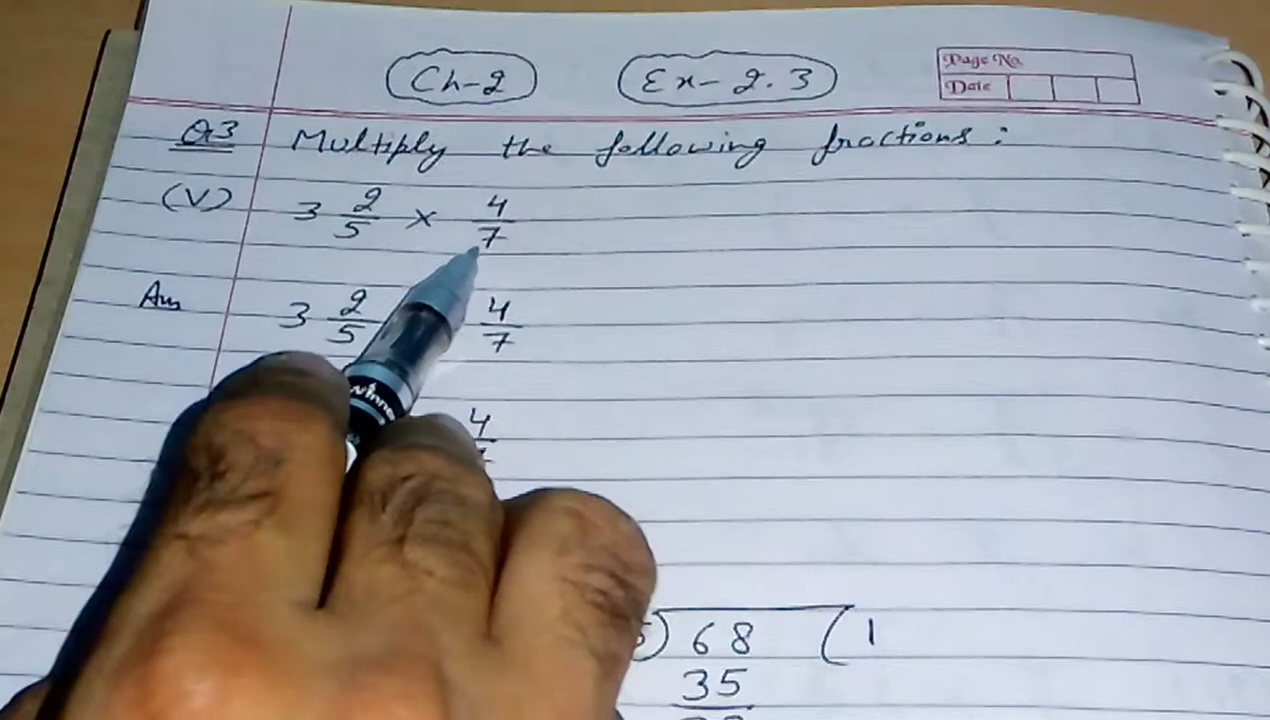 Ch-2 Ex-2.3
Page No.
Date
Q3 Multiply the following fractions :
(V) 3 2/5 × 4/7
Ans 3 2/5 4/7
4
) 68 ( 1
35